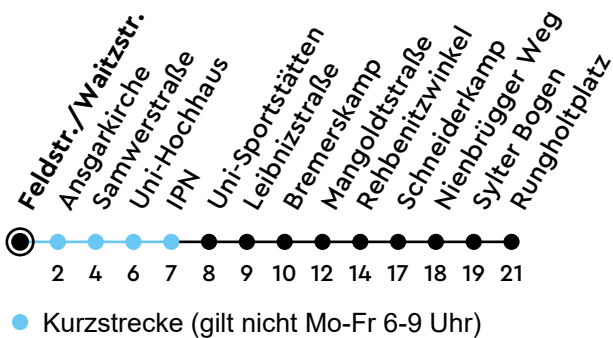 Feldstr./Waitzstr.
Ansgarkirche
Samwerstraße
Uni-Hochhaus
IPN
Uni-Sportstätten
Leibnizstraße
Bremerskamp
Mangoldtstraße
Rehbenitzwinkel
Schneiderkamp
Nienbrügger Weg
Sylter Bogen
Rungholtplatz
2 4 6 7 8 9 10 12 14 17 18 19 21
Kurzstrecke (gilt nicht Mo-Fr 6-9 Uhr)